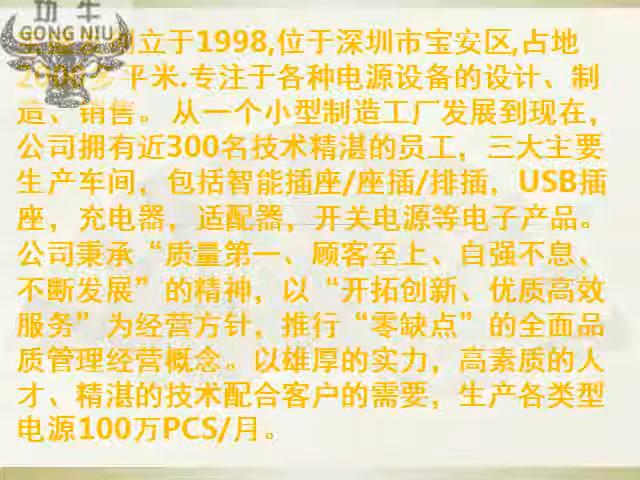 功牛
GONG NIU
创立于1998,位于深圳市宝安区,占地
平米.专注于各种电源设备的设计、制
造、销售。从一个小型制造工厂发展到现在，
公司拥有近300名技术精湛的员工，三大主要
生产车间，包括智能插座/座插/排插，USB插
座，充电器，适配器，开关电源等电子产品。
公司秉承“质量第一、顾客至上、自强不息、
不断发展”的精神，以“开拓创新、优质高效
服务”为经营方针，推行“零缺点”的全面品
质管理经营概念。以雄厚的实力，高素质的人
才、精湛的技术配合客户的需要，生产各类型
电源100万PCS/月。